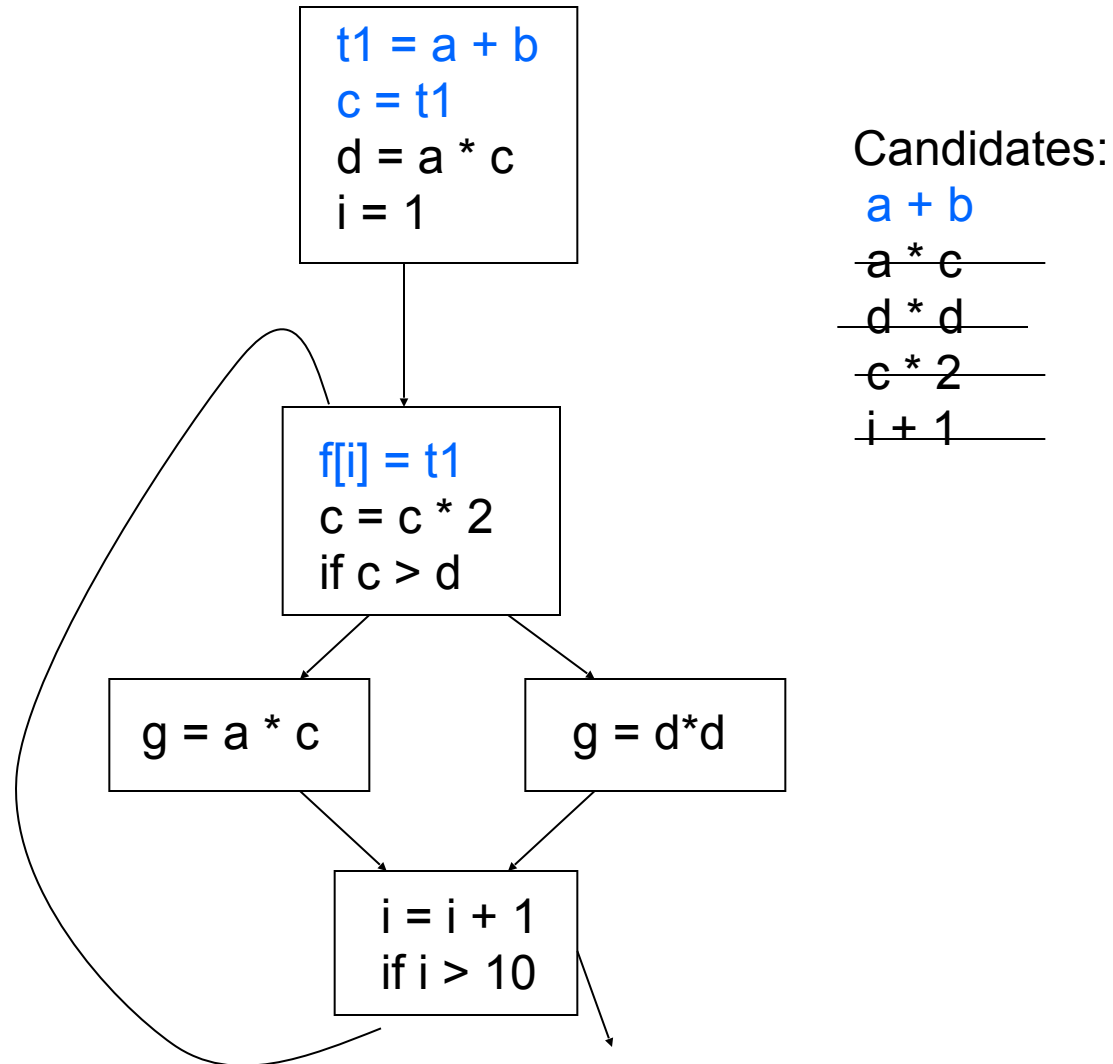 t1 = a + b
c = t1
d = a * c
i = 1
Candidates:
a + b
a * c
d * d
c * 2
i + 1
f[i] = t1
c = c * 2
if c > d
g = a * c
g = d*d
i = i + 1
if i > 10